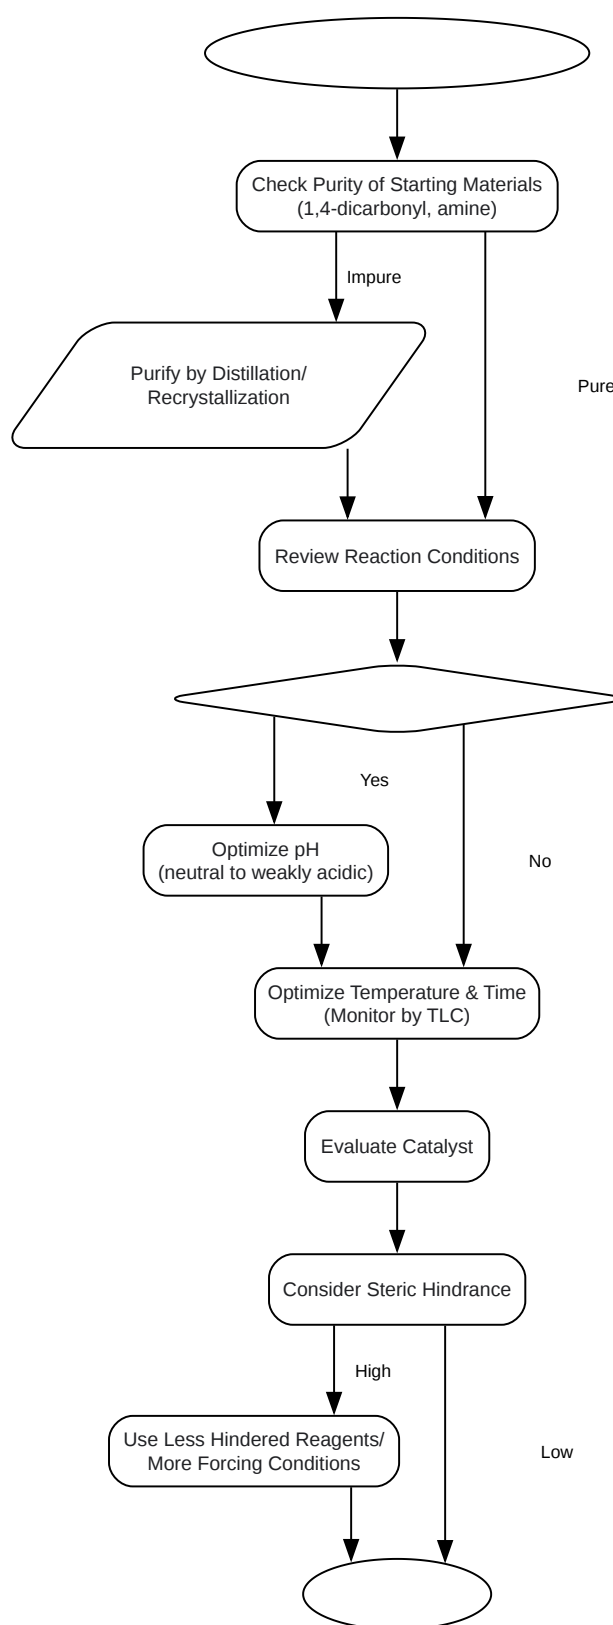 Check Purity of Starting Materials
(1,4-dicarbonyl, amine)
Impure
Purify by Distillation/
Recrystallization
Pure
Review Reaction Conditions
Yes
Optimize pH
(neutral to weakly acidic)
No
Optimize Temperature & Time
(Monitor by TLC)
Evaluate Catalyst
Consider Steric Hindrance
High
Use Less Hindered Reagents/
More Forcing Conditions
Low